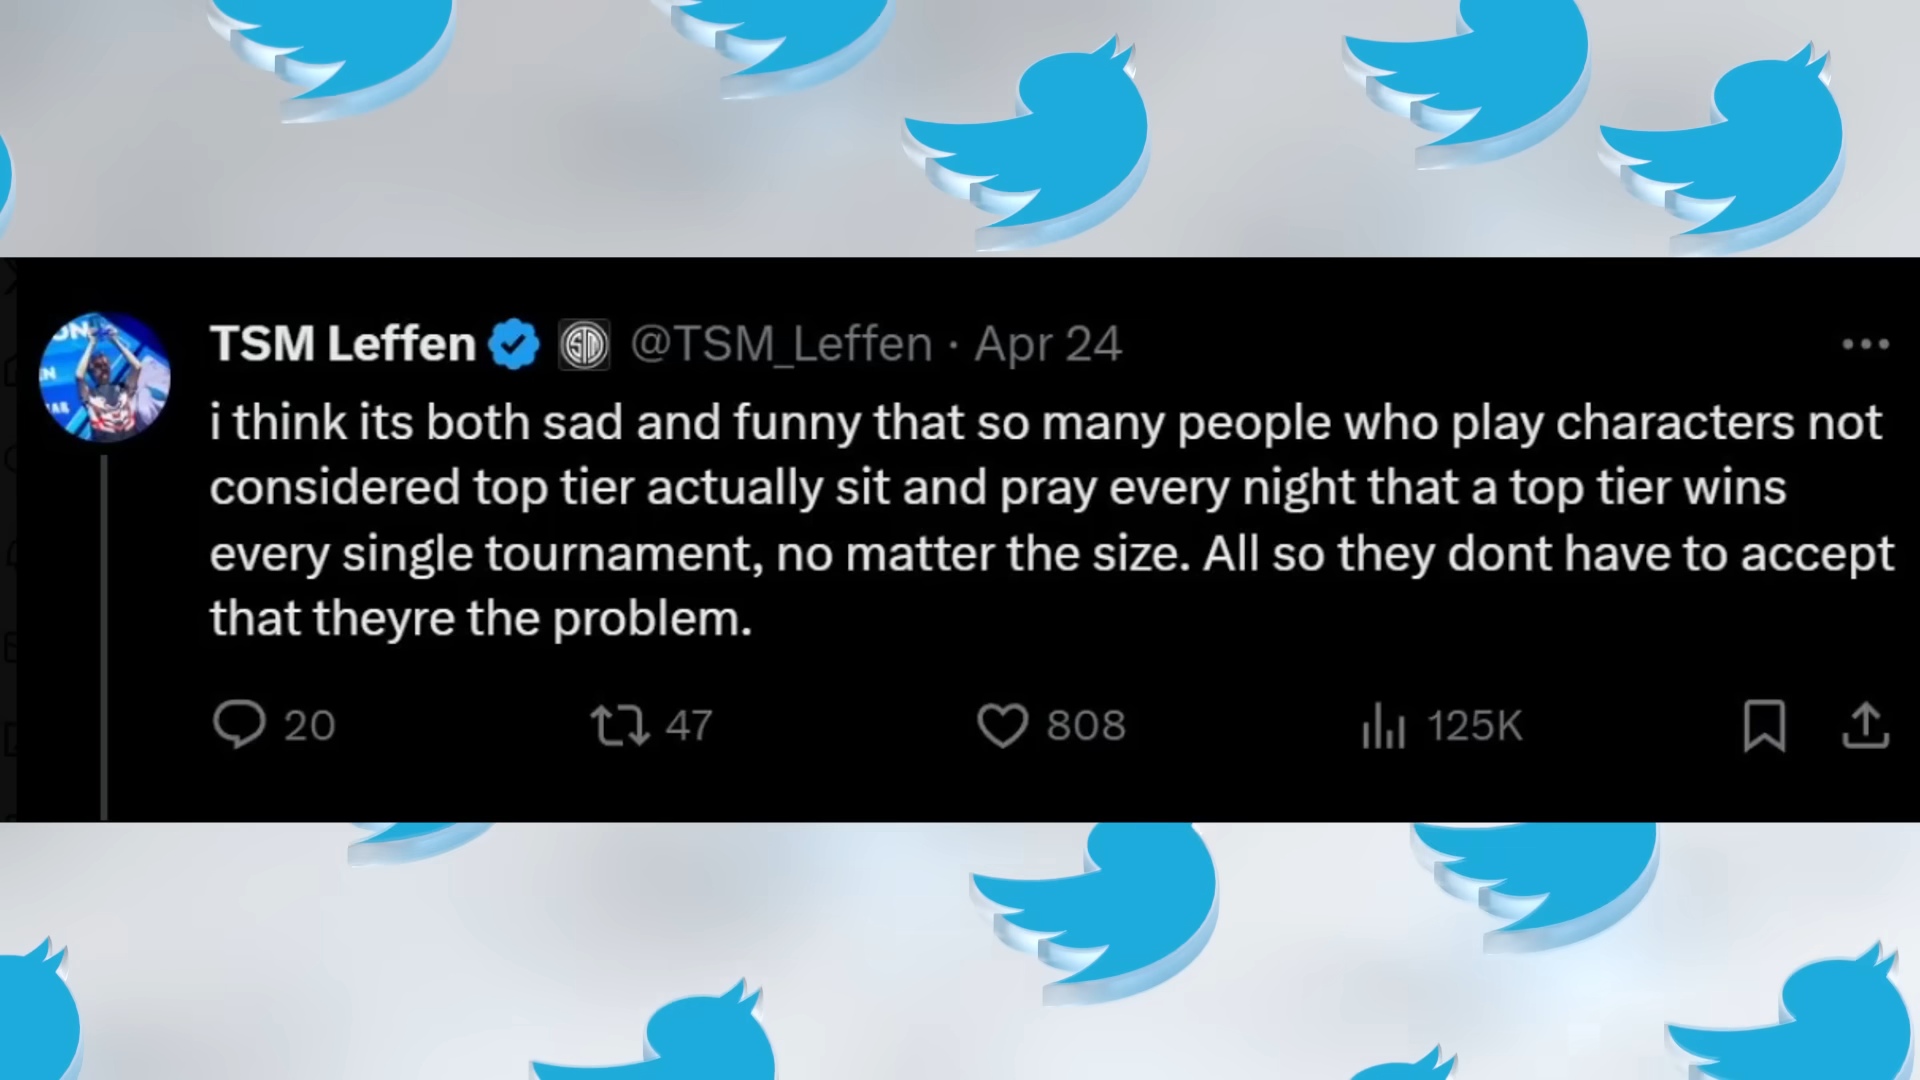 TSM Leffen @TSM_Leffen · Apr 24
i think its both sad and funny that so many people who play characters not
considered top tier actually sit and pray every night that a top tier wins
every single tournament, no matter the size. All so they dont have to accept
that theyre the problem.
20 47 808 125K